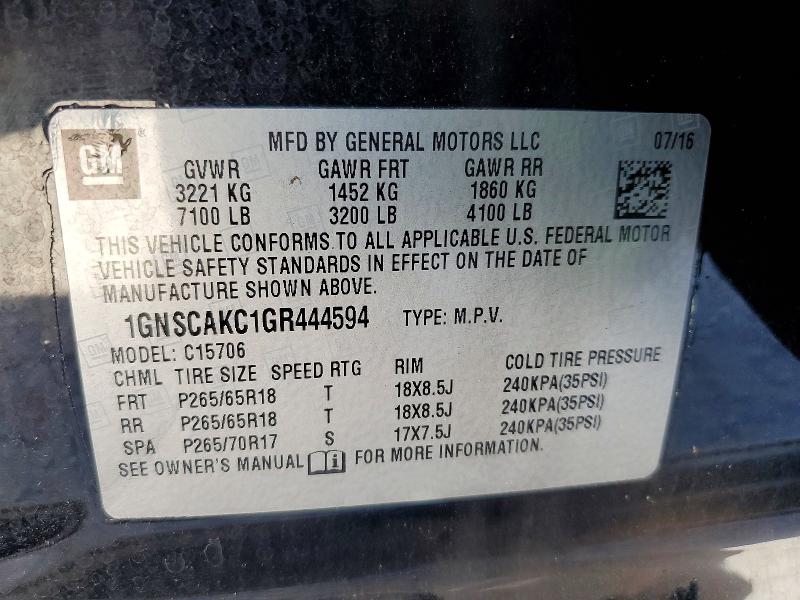 GM
MFD BY GENERAL MOTORS LLC 07/16
GVWR GAWR FRT GAWR RR
3221 KG 1452 KG 1860 KG
7100 LB 3200 LB 4100 LB
THIS VEHICLE CONFORMS TO ALL APPLICABLE U.S. FEDERAL MOTOR
VEHICLE SAFETY STANDARDS IN EFFECT ON THE DATE OF
MANUFACTURE SHOWN ABOVE.
1GNSCAKC1GR444594 TYPE: M.P.V.
MODEL: C15706
CHML TIRE SIZE SPEED RTG RIM COLD TIRE PRESSURE
FRT P265/65R18 T 18X8.5J 240KPA(35PSI)
RR P265/65R18 T 18X8.5J 240KPA(35PSI)
SPA P265/70R17 S 17X7.5J 240KPA(35PSI)
SEE OWNER'S MANUAL i FOR MORE INFORMATION.